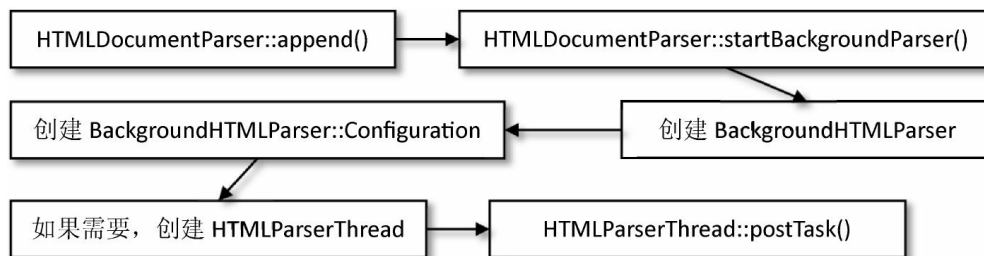 HTMLDocumentParser::append()
HTMLDocumentParser::startBackgroundParser()
创建 BackgroundHTMLParser
创建 BackgroundHTMLParser::Configuration
如果需要，创建 HTMLParserThread
HTMLParserThread::postTask()